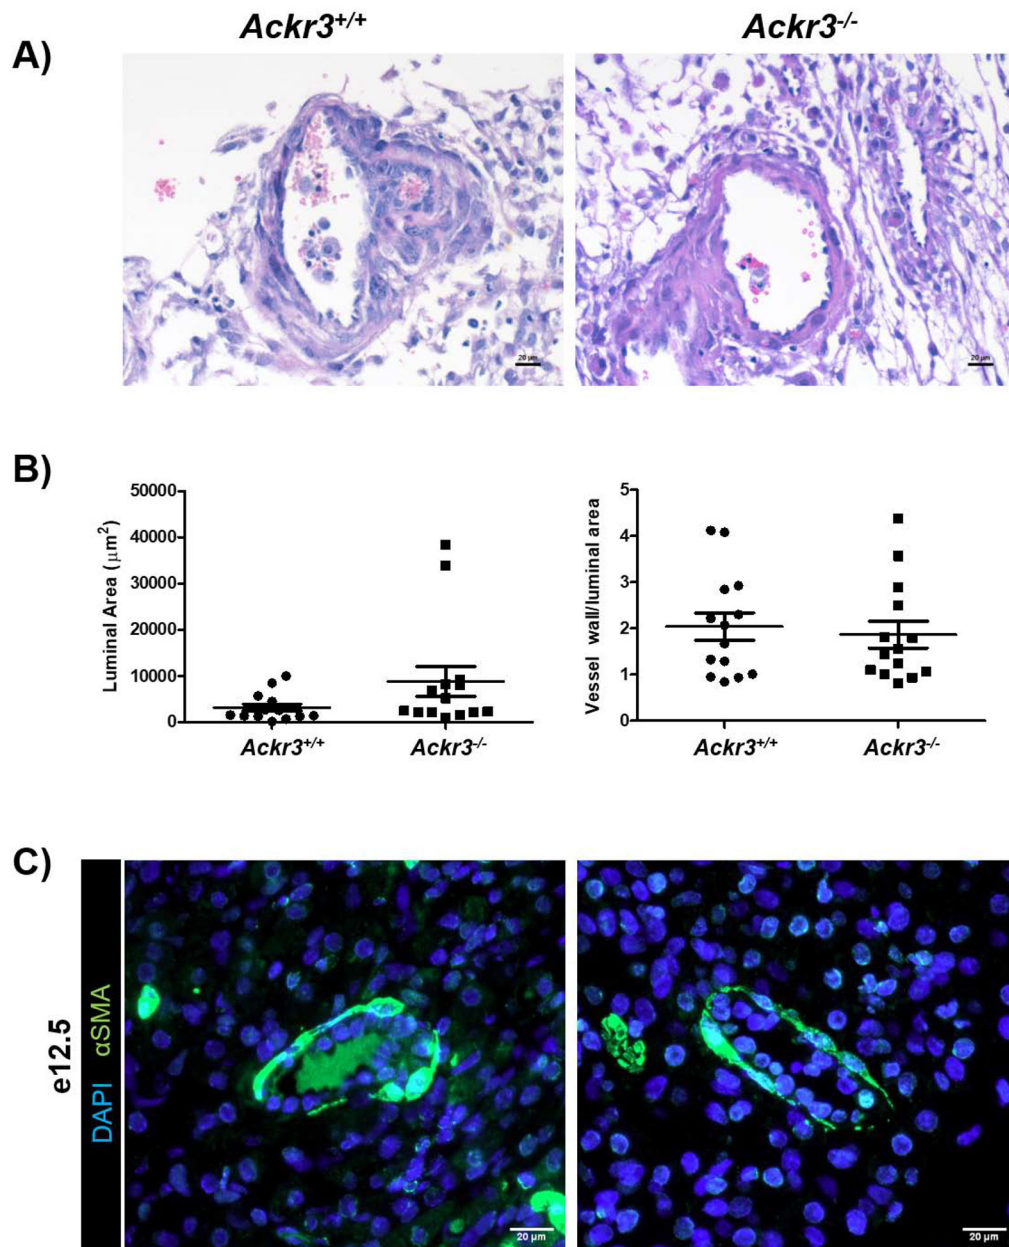 Ackr3+/+ Ackr3-/-
A)
20 µm 20 µm
B)
Luminal Area (µm2)
50000
40000
30000
20000
10000
0
Ackr3+/+ Ackr3-/-
Vessel wall/luminal area
5
4
3
2
1
0
Ackr3+/+ Ackr3-/-
C)
e12.5
DAPI αSMA
20 µm 20 µm